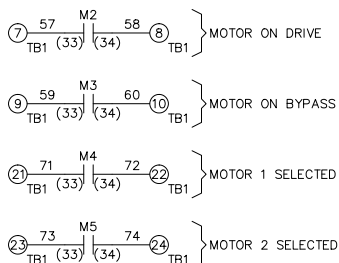 M2
7 57 58 8 MOTOR ON DRIVE
TB1 (33) (34) TB1
M3
9 59 60 10 MOTOR ON BYPASS
TB1 (33) (34) TB1
M4
21 71 72 22 MOTOR 1 SELECTED
TB1 (33) (34) TB1
M5
23 73 74 24 MOTOR 2 SELECTED
TB1 (33) (34) TB1